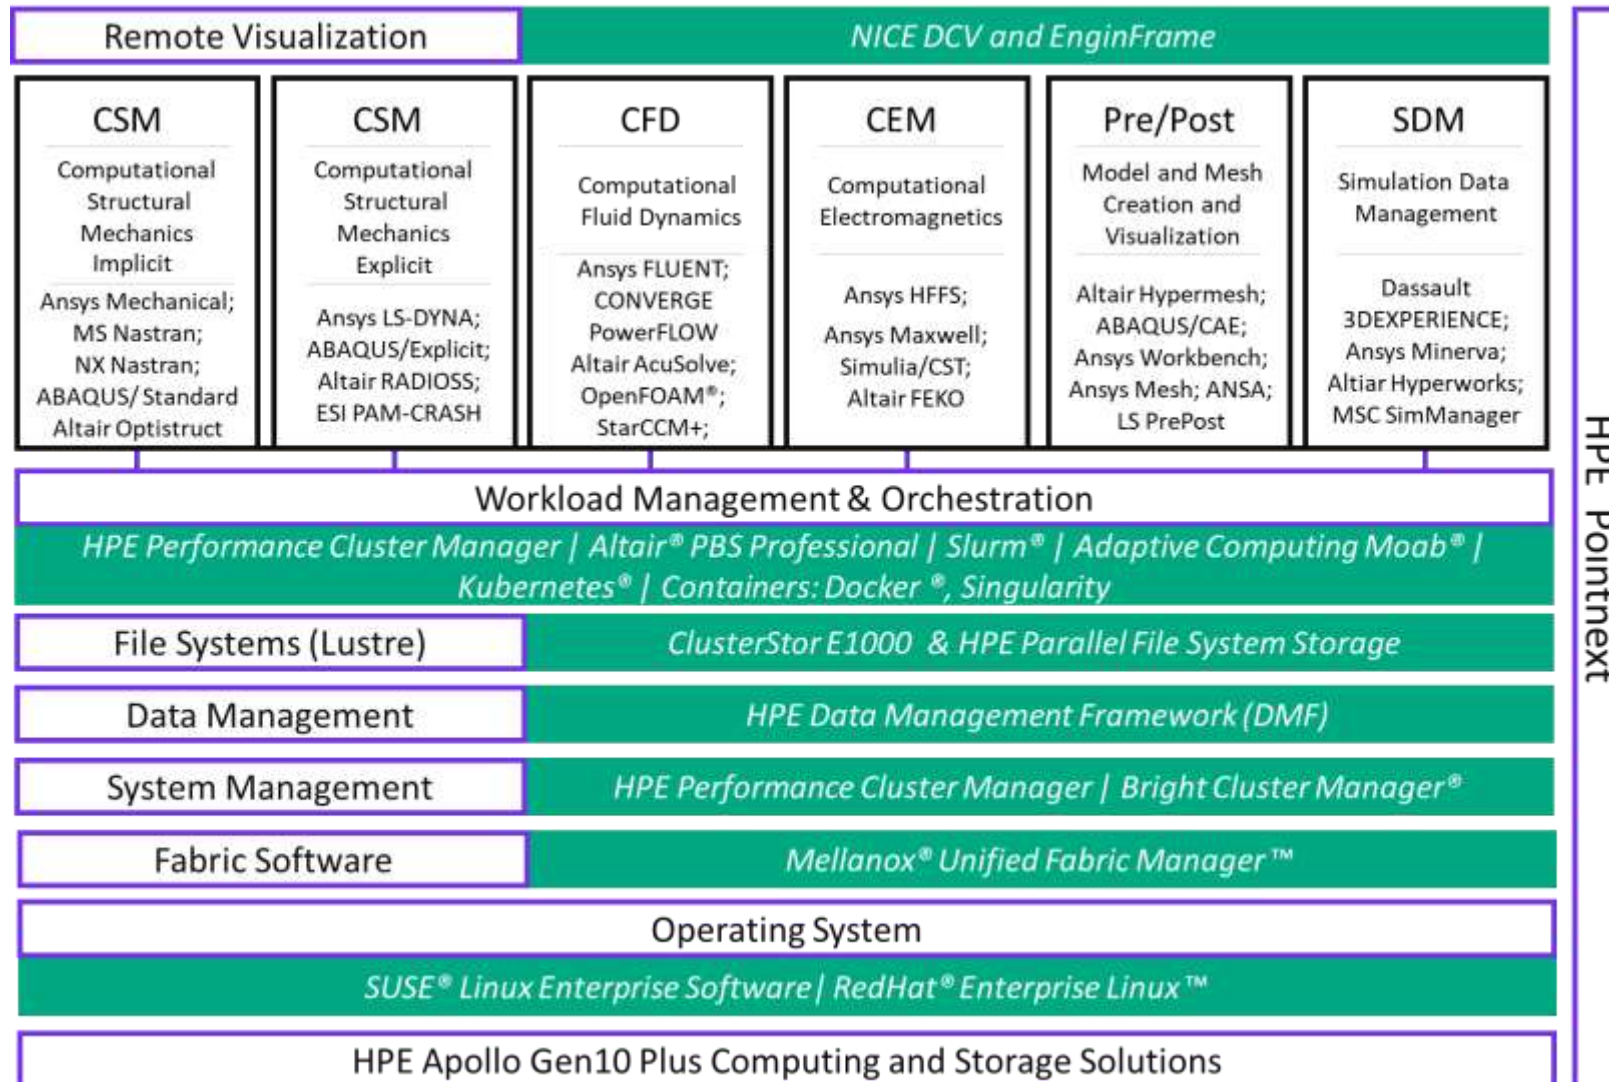 Remote Visualization
NICE DCV and EnginFrame
CSM
Computational
Structural
Mechanics
Implicit
Ansys Mechanical;
MS Nastran;
NX Nastran;
ABAQUS/ Standard
Altair Optistruct
CSM
Computational
Structural
Mechanics
Explicit
Ansys LS-DYNA;
ABAQUS/Explicit;
Altair RADIOSS;
ESI PAM-CRASH
CFD
Computational
Fluid Dynamics
Ansys FLUENT;
CONVERGE
PowerFLOW
Altair AcuSolve;
OpenFOAM®;
StarCCM+;
CEM
Computational
Electromagnetics
Ansys HFFS;
Ansys Maxwell;
Simulia/CST;
Altair FEKO
Pre/Post
Model and Mesh
Creation and
Visualization
Altair Hypermesh;
ABAQUS/CAE;
Ansys Workbench;
Ansys Mesh; ANSA;
LS PrePost
SDM
Simulation Data
Management
Dassault
3DEXPERIENCE;
Ansys Minerva;
Altiar Hyperworks;
MSC SimManager
Workload Management & Orchestration
HPE Performance Cluster Manager | Altair® PBS Professional | Slurm® | Adaptive Computing Moab® |
Kubernetes® | Containers: Docker ®, Singularity
File Systems (Lustre)
ClusterStor E1000 & HPE Parallel File System Storage
Data Management
HPE Data Management Framework (DMF)
System Management
HPE Performance Cluster Manager | Bright Cluster Manager®
Fabric Software
Mellanox® Unified Fabric Manager™
Operating System
SUSE® Linux Enterprise Software| RedHat® Enterprise Linux™
HPE Apollo Gen10 Plus Computing and Storage Solutions
HPE Pointnext